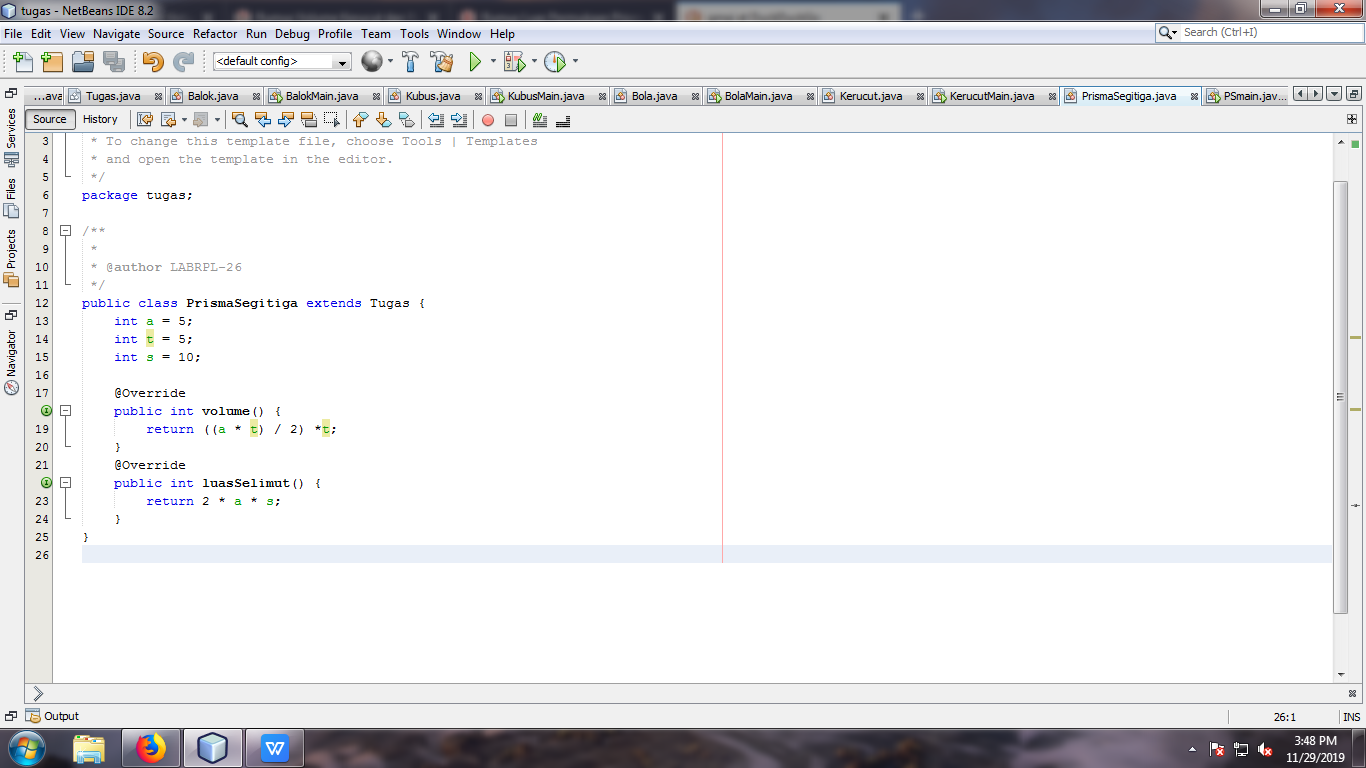 tugas - NetBeans IDE 8.2
File Edit View Navigate Source Refactor Run Debug Profile Team Tools Window Help
Search (Ctrl+I)
<default config>
...ava Tugas.java Balok.java BalokMain.java Kubus.java KubusMain.java Bola.java BolaMain.java Kerucut.java KerucutMain.java PrismaSegitiga.java PSmain.jav...
Source History
Services
Files
Projects
Navigator
3 * To change this template file, choose Tools | Templates
4 * and open the template in the editor.
5 */
6 package tugas;
7
8 /**
9 *
10 * @author LABRPL-26
11 */
12 public class PrismaSegitiga extends Tugas {
13 int a = 5;
14 int t = 5;
15 int s = 10;
16
17 @Override
public int volume() {
19 return ((a * t) / 2) *t;
20 }
21 @Override
public int luasSelimut() {
23 return 2 * a * s;
24 }
25 }
26
Output
26:1 INS
3:48 PM
11/29/2019